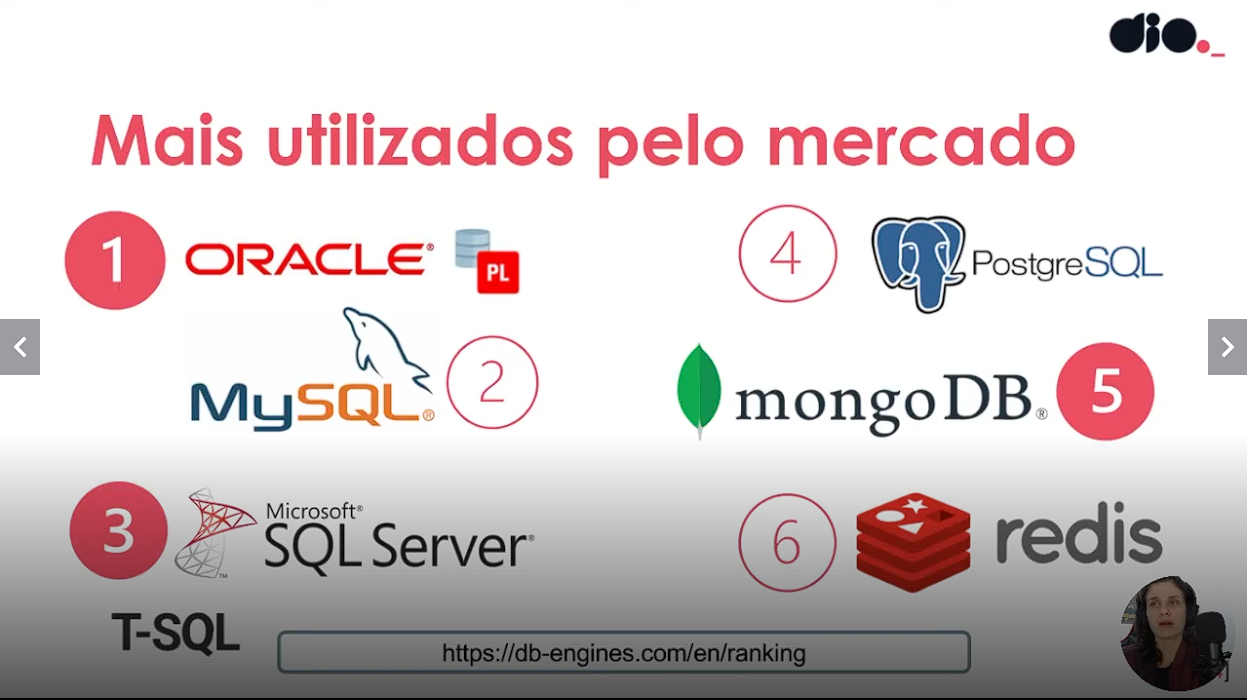 dio._
Mais utilizados pelo mercado
1
ORACLE®
PL
MySQL®
2
3
Microsoft®
SQL Server®
™
T-SQL
4
PostgreSQL
mongoDB®
5
6
redis
https://db-engines.com/en/ranking